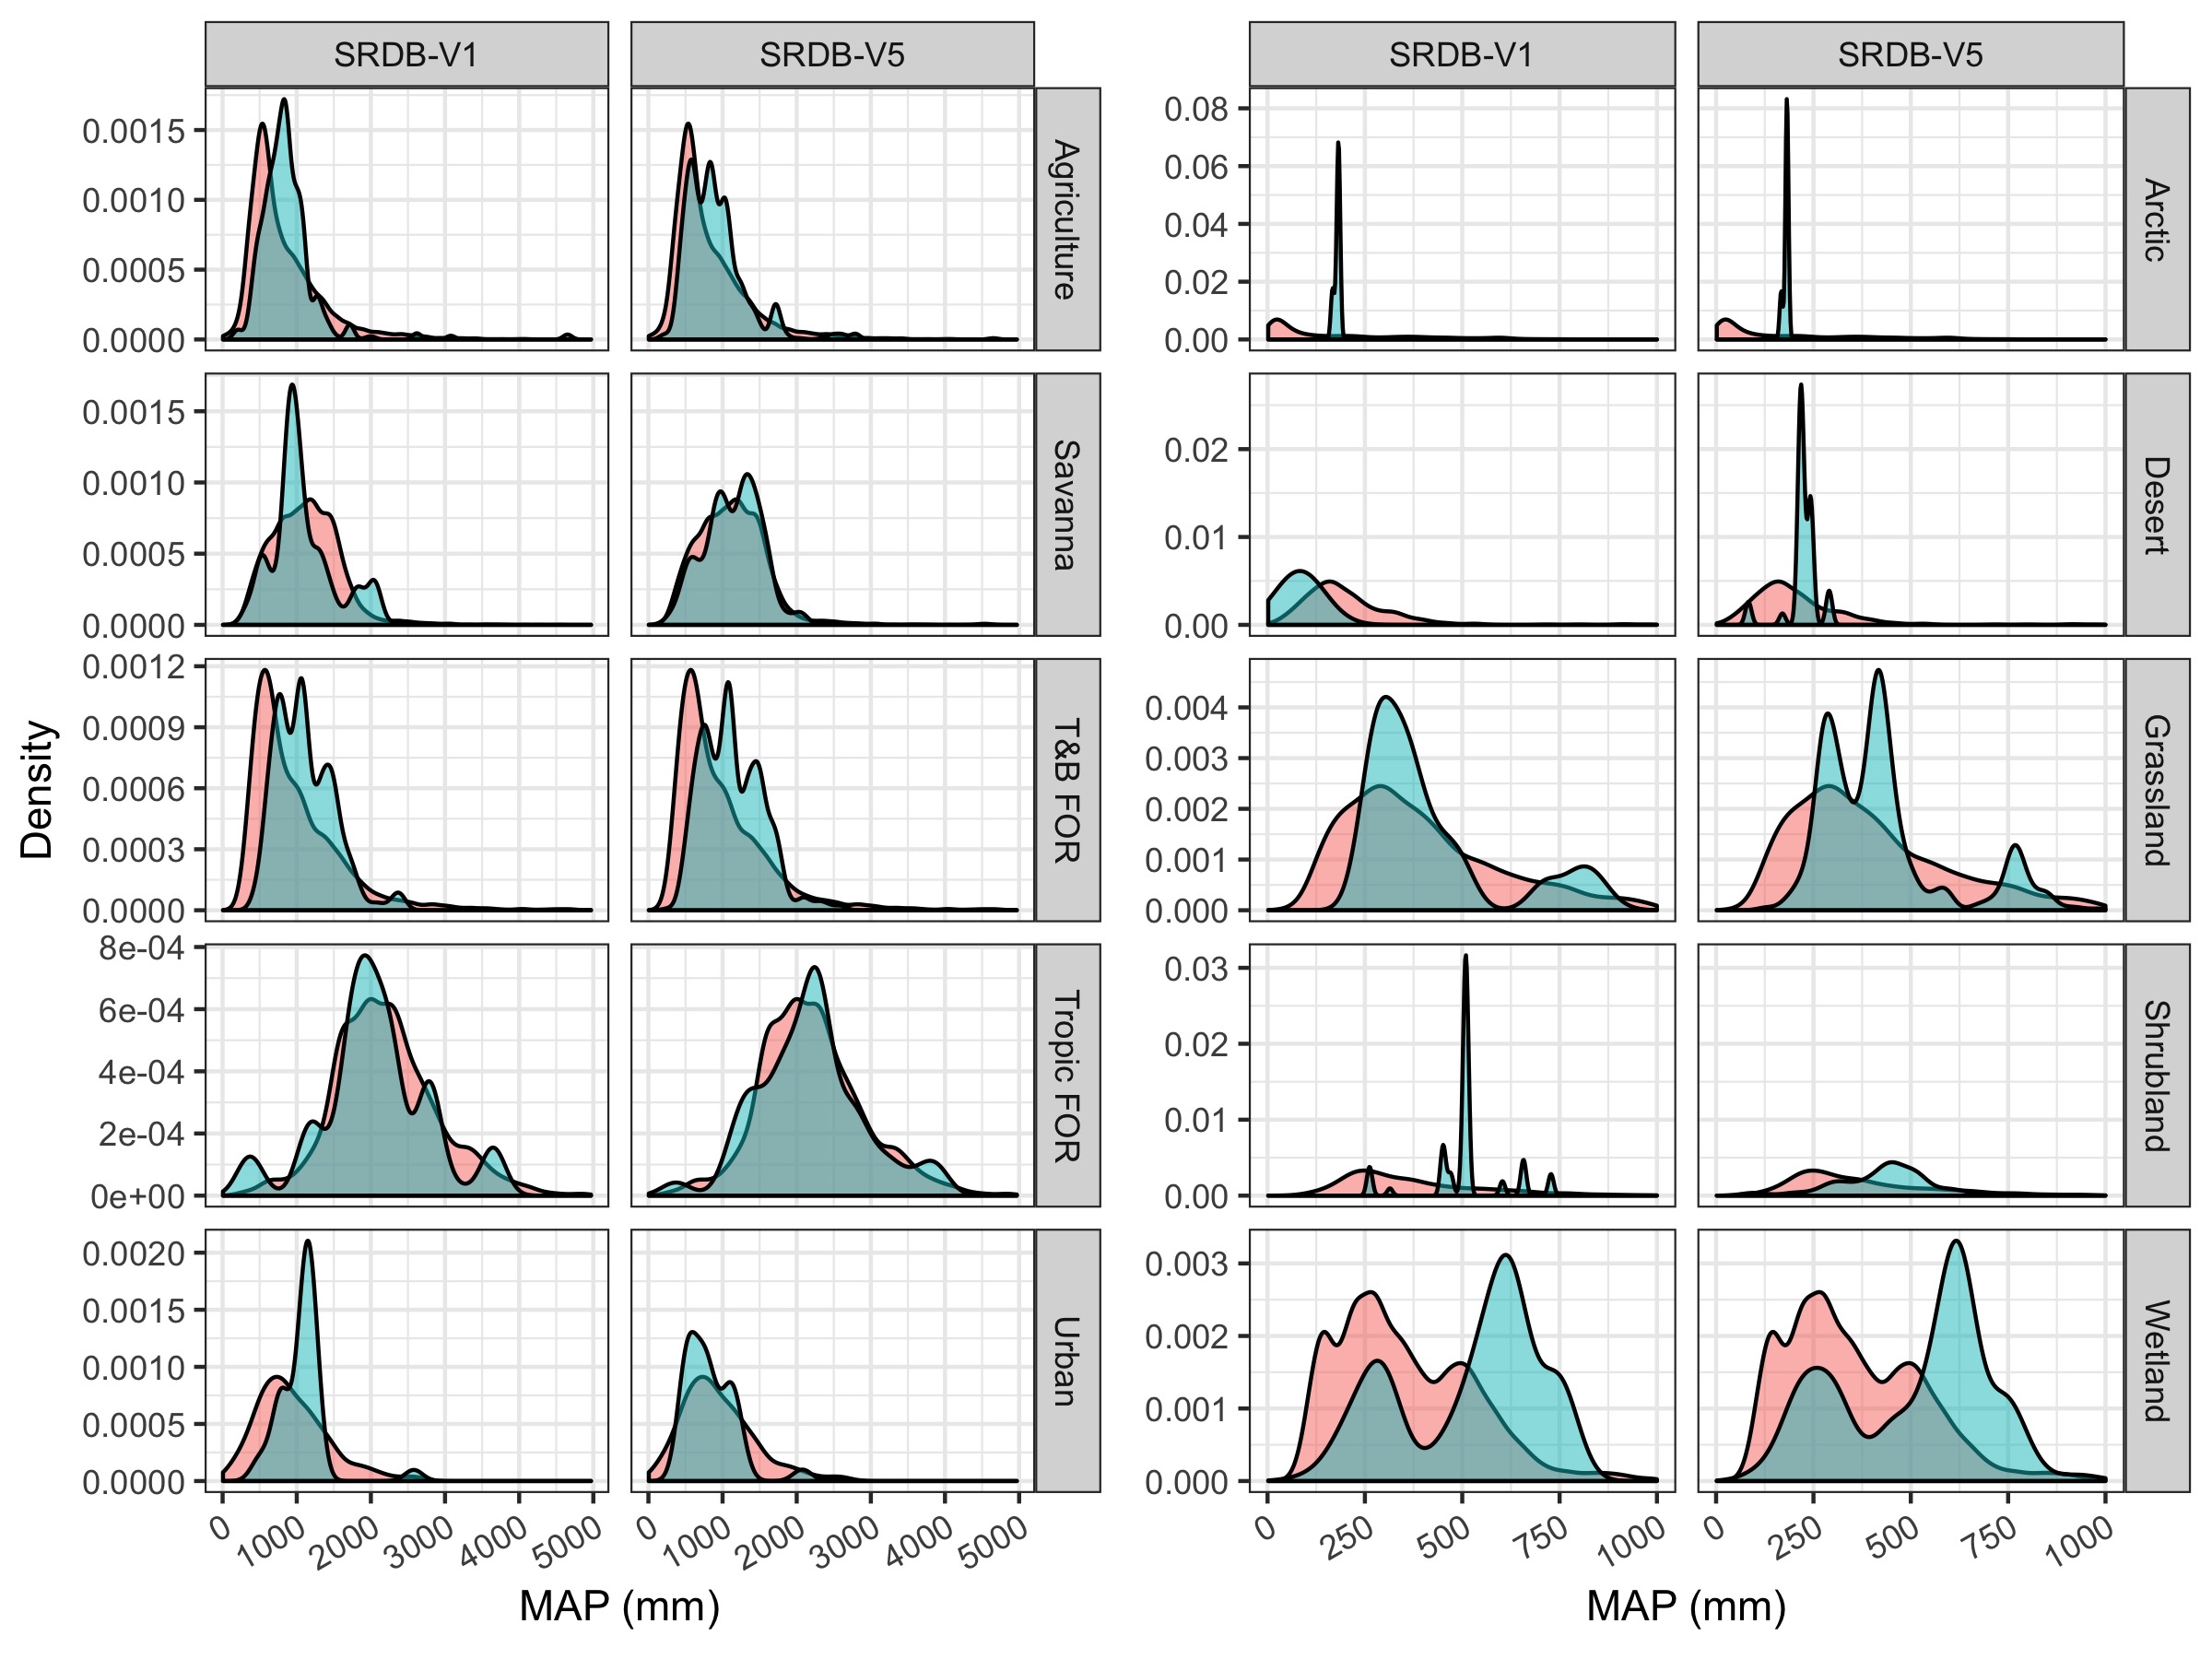 SRDB-V1 SRDB-V5 SRDB-V1 SRDB-V5
Density
0.0015
0.0010
0.0005
0.0000
Agriculture
0.08
0.06
0.04
0.02
0.00
Arctic
0.0015
0.0010
0.0005
0.0000
Savanna
0.02
0.01
0.00
Desert
0.0012
0.0009
0.0006
0.0003
0.0000
T&B FOR
0.004
0.003
0.002
0.001
0.000
Grassland
8e-04
6e-04
4e-04
2e-04
0e+00
Tropic FOR
0.03
0.02
0.01
0.00
Shrubland
0.0020
0.0015
0.0010
0.0005
0.0000
Urban
0.003
0.002
0.001
0.000
Wetland
0 1000 2000 3000 4000 5000 0 1000 2000 3000 4000 5000 0 250 500 750 1000 0 250 500 750 1000
MAP (mm) MAP (mm)